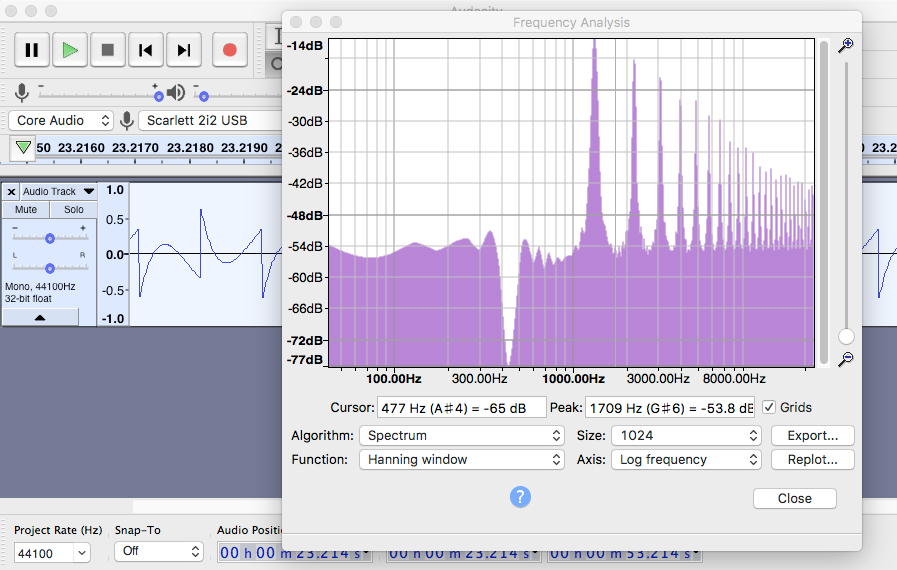 Audacity
Frequency Analysis
Core Audio
Scarlett 2i2 USB
50 23.2160 23.2170 23.2180 23.2190 2
0 23.2
Audio Track
1.0
Mute Solo
0.5
- +
0.0
L R
-0.5
Mono, 44100Hz
32-bit float
-1.0
-14dB
-24dB
-30dB
-36dB
-42dB
-48dB
-54dB
-60dB
-66dB
-72dB
-77dB
100.00Hz 300.00Hz 1000.00Hz 3000.00Hz 8000.00Hz
Cursor: 477 Hz (A♯4) = -65 dB Peak: 1709 Hz (G♯6) = -53.8 dB Grids
Algorithm: Spectrum Size: 1024 Export...
Function: Hanning window Axis: Log frequency Replot...
? Close
Project Rate (Hz) Snap-To Audio Positi
44100 Off 00 h 00 m 23.214 s 00 h 00 m 23.214 s 00 h 00 m 53.214 s